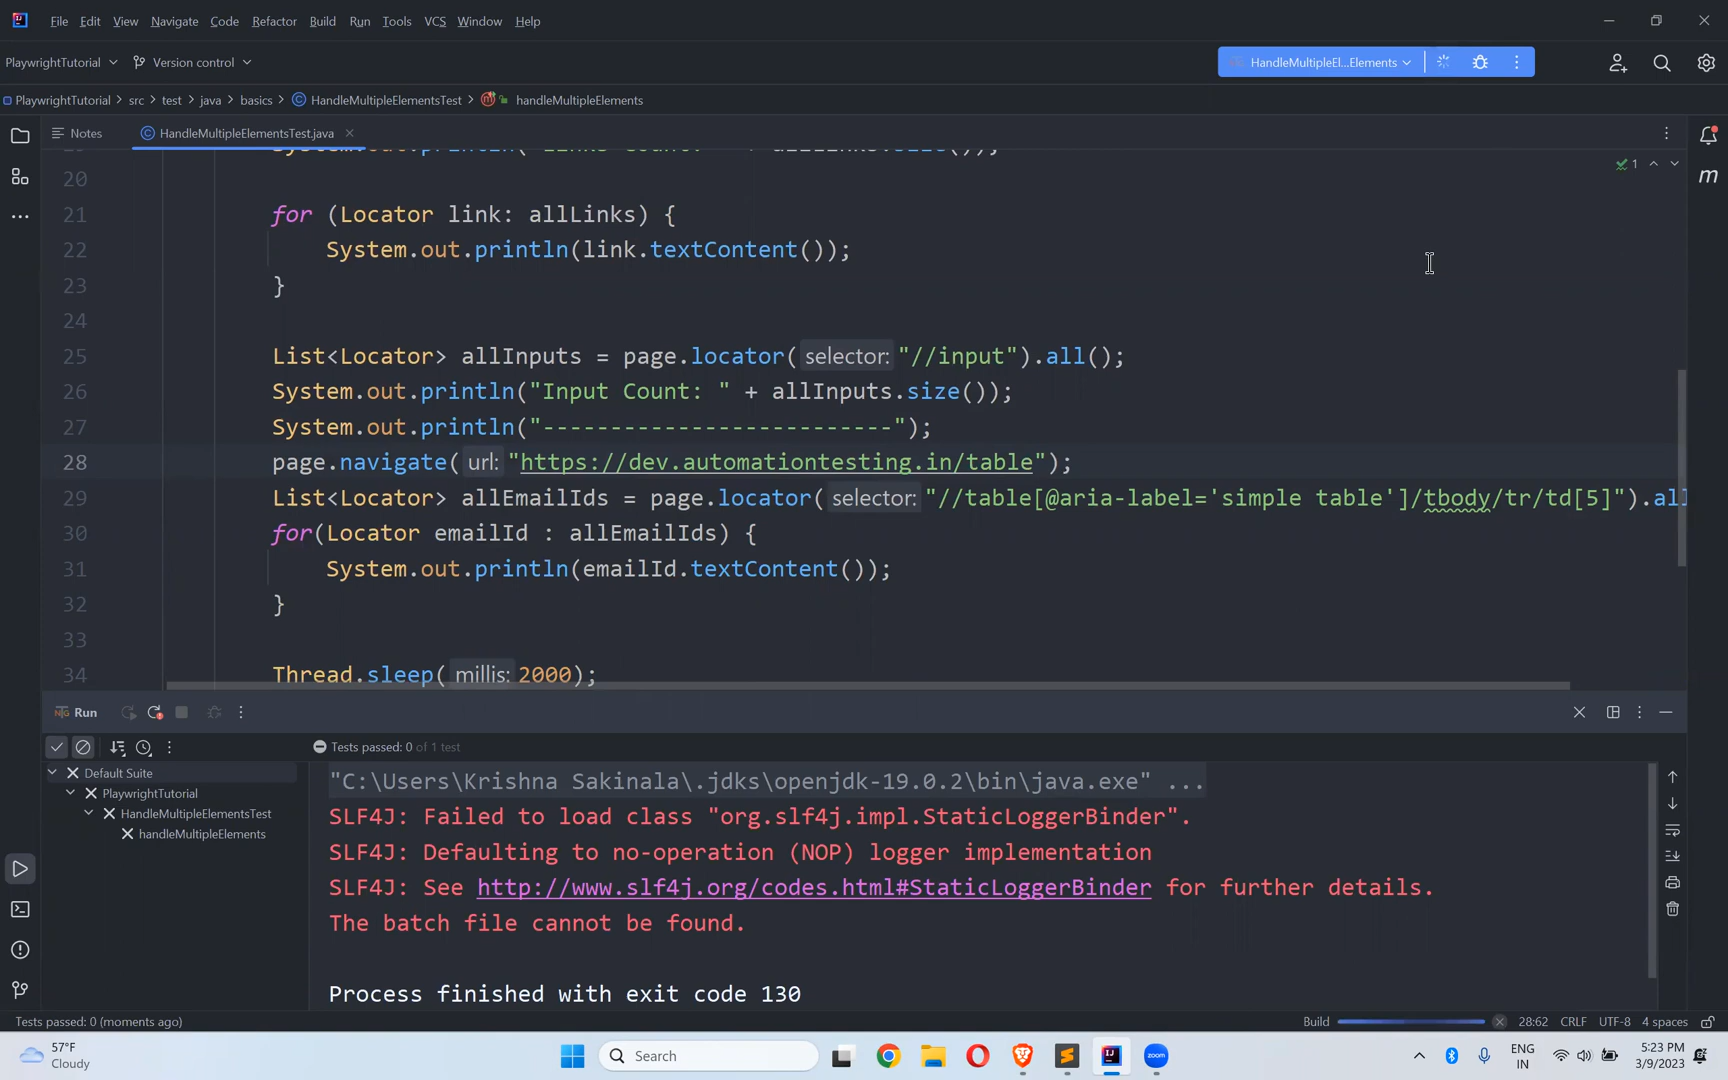 File Edit View Navigate Code Refactor Build Run Tools VCS Window Help
PlaywrightTutorial Version control HandleMultipleEl...Elements
PlaywrightTutorial > src > test > java > basics > HandleMultipleElementsTest > handleMultipleElements
Notes HandleMultipleElementsTest.java
1
20
21 for (Locator link: allLinks) {
22 System.out.println(link.textContent());
23 }
24
25 List<Locator> allInputs = page.locator( selector: "//input").all();
26 System.out.println("Input Count: " + allInputs.size());
27 System.out.println("--------------------------");
28 page.navigate( url: "https://dev.automationtesting.in/table");
29 List<Locator> allEmailIds = page.locator( selector: "//table[@aria-label='simple table']/tbody/tr/td[5]").all
30 for(Locator emailId : allEmailIds) {
31 System.out.println(emailId.textContent());
32 }
33
34 Thread.sleep( millis: 2000);
Run
Tests passed: 0 of 1 test
Default Suite
PlaywrightTutorial
HandleMultipleElementsTest
handleMultipleElements
"C:\Users\Krishna Sakinala\.jdks\openjdk-19.0.2\bin\java.exe" ...
SLF4J: Failed to load class "org.slf4j.impl.StaticLoggerBinder".
SLF4J: Defaulting to no-operation (NOP) logger implementation
SLF4J: See http://www.slf4j.org/codes.html#StaticLoggerBinder for further details.
The batch file cannot be found.
Process finished with exit code 130
Tests passed: 0 (moments ago) Build 28:62 CRLF UTF-8 4 spaces
57°F
Cloudy
Search
zoom
ENG
IN
5:23 PM
3/9/2023